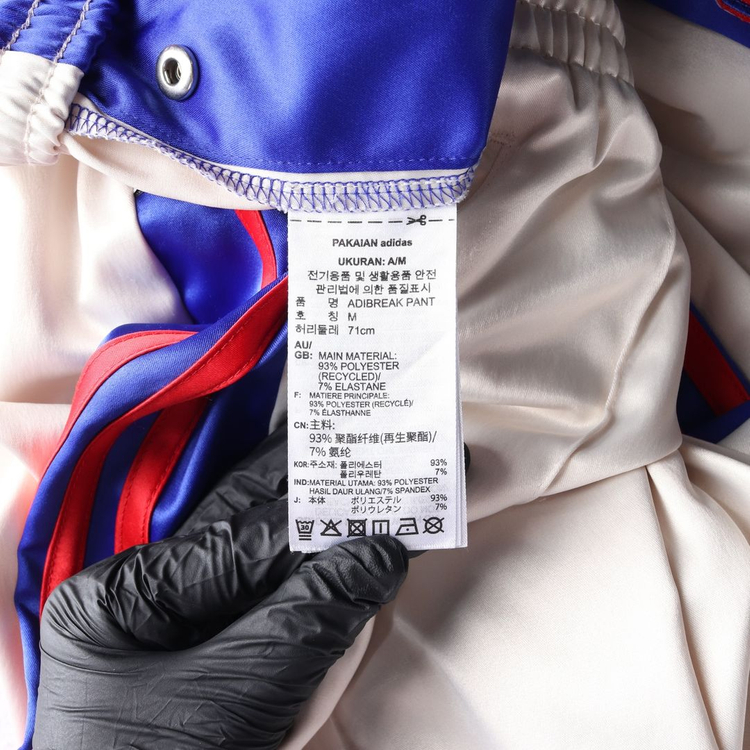 PAKAIAN adidas
UKURAN: A/M
전기용품 및 생활용품 안전
관리법에 의한 품질표시
품 명 ADIBREAK PANT
호 칭 M
허리둘레 71cm
AU/
GB: MAIN MATERIAL:
93% POLYESTER
(RECYCLED)/
7% ELASTANE
F: MATIERE PRINCIPALE:
93% POLYESTER (RECYCLÉ)/
7% ÉLASTHANNE
CN: 主料:
93% 聚酯纤维(再生聚酯)/
7% 氨纶
KOR: 주소재: 폴리에스터 93%
폴리우레탄 7%
IND: MATERIAL UTAMA: 93% POLYESTER
HASIL DAUR ULANG/7% SPANDEX
J: 本体 ポリエステル 93%
ポリウレタン 7%
30